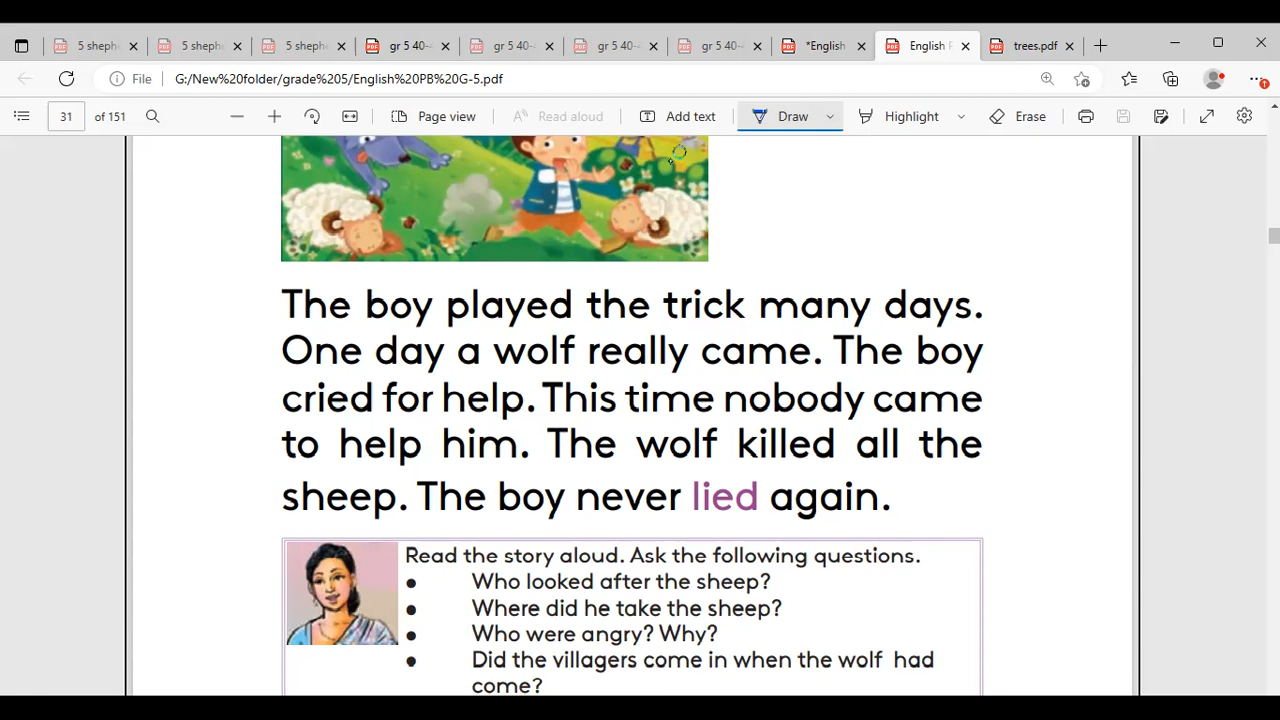 5 sheph
5 sheph
5 sheph
gr 5 40-4
gr 5 40-4
gr 5 40-4
gr 5 40-4
*English
English P
trees.pdf
File
G:/New%20folder/grade%205/English%20PB%20G-5.pdf
31 of 151
Page view
Read aloud
Add text
Draw
Highlight
Erase
The boy played the trick many days.
One day a wolf really came. The boy
cried for help. This time nobody came
to help him. The wolf killed all the
sheep. The boy never lied again.
Read the story aloud. Ask the following questions.
● Who looked after the sheep?
● Where did he take the sheep?
● Who were angry? Why?
● Did the villagers come in when the wolf had
come?